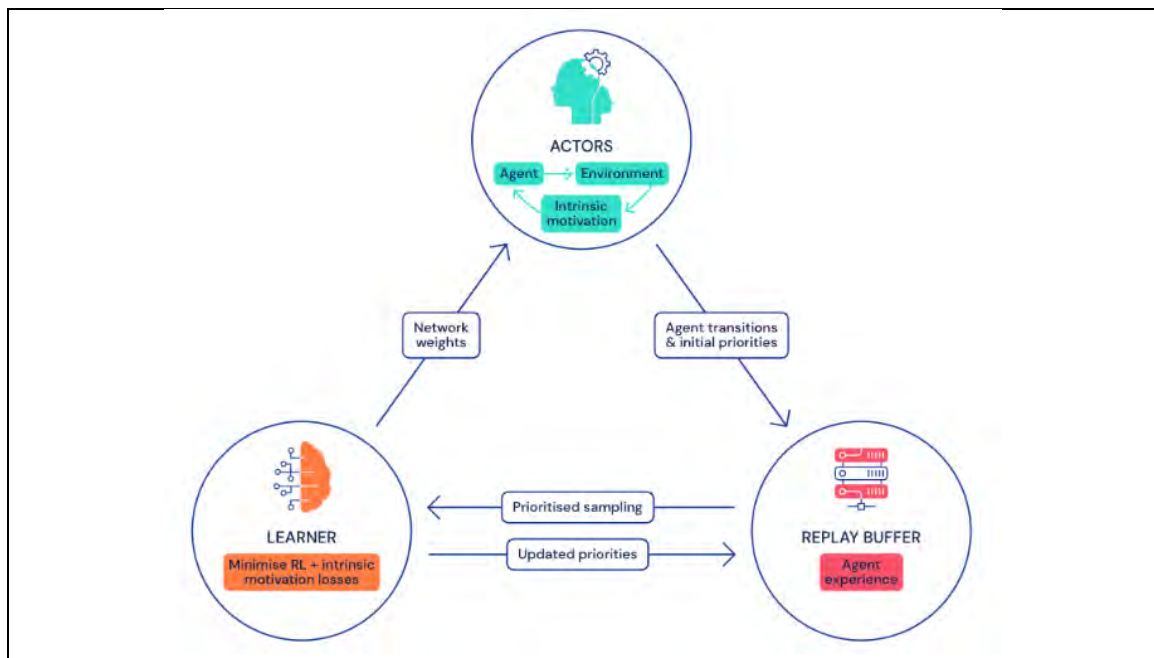 ACTORS
Agent
Environment
Intrinsic
motivation
Network
weights
Agent transitions
& initial priorities
LEARNER
Minimise RL + intrinsic
motivation losses
Prioritised sampling
Updated priorities
REPLAY BUFFER
Agent
experience